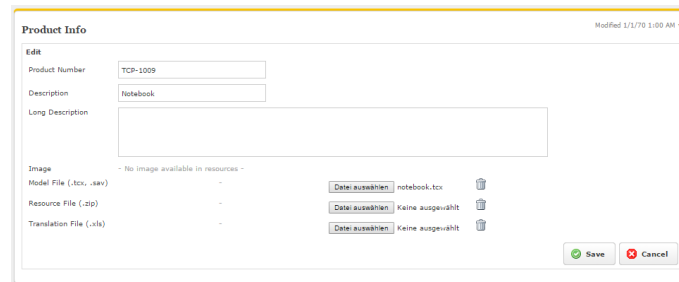 Product Info
Modified 1/1/70 1:00 AM
Edit
Product Number TCP-1009
Description Notebook
Long Description
Image - No image available in resources -
Model File (.tcx, .sav) - Datei auswählen notebook.tcx
Resource File (.zip) - Datei auswählen Keine ausgewählt
Translation File (.xls) - Datei auswählen Keine ausgewählt
Save Cancel